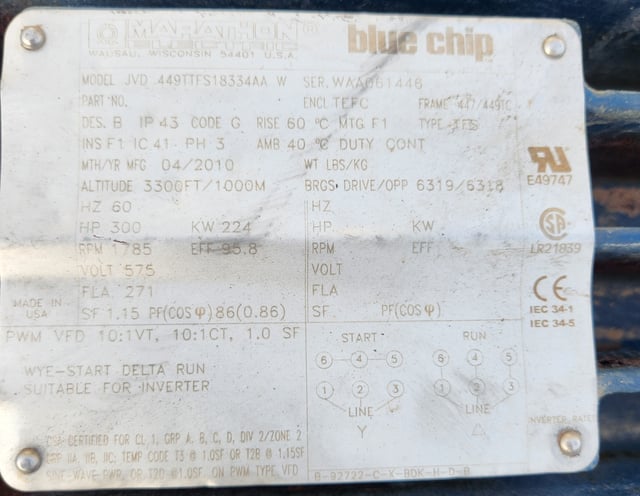 MARATHON
ELECTRIC
WAUSAU, WISCONSIN 54401 U.S.A.
blue chip
MODEL JVD 449TTFS18334AA W SER. WAA061446
PART NO. ENCL TEFC FRAME 447/449TC
DES. B IP 43 CODE G RISE 60 °C MTG F1 TYPE TFS
INS F1 IC 41 PH 3 AMB 40 °C DUTY CONT
MTH/YR MFG 04/2010 WT LBS/KG
ALTITUDE 3300FT/1000M BRGS DRIVE/OPP 6319/6318
HZ 60 HZ
HP 300 KW 224 HP KW
RPM 1785 EFF 95.8 RPM EFF
VOLT 575 VOLT
FLA 271 FLA
SF 1.15 PF(COS φ)86(0.86) SF PF(COS φ)
MADE IN
USA
PWM VFD 10:1VT, 10:1CT, 1.0 SF
WYE-START DELTA RUN
SUITABLE FOR INVERTER
START RUN
6 4 5 6 4 5
1 2 3 1 2 3
LINE LINE
Y △
CSA CERTIFIED FOR CL 1, GRP A, B, C, D, DIV 2/ZONE 2
GRP IIA, IIB, IIC; TEMP CODE T3 @ 1.0SF OR T2B @ 1.15SF
SINE-WAVE PWR, OR T2D @1.0SF ON PWM TYPE VFD
B-92722-C-X-BDK-H-D-B
E49747
LR21839
CE
IEC 34-1
IEC 34-5
INVERTER RATED